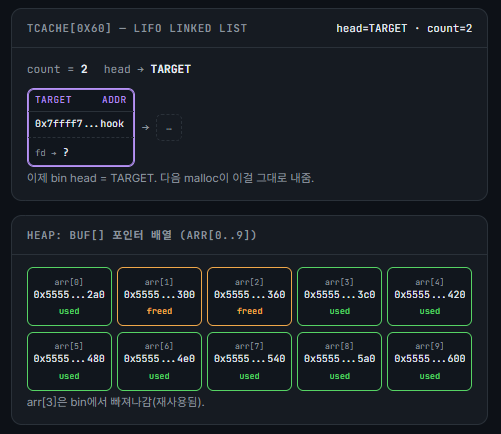 TCACHE[0X60] — LIFO LINKED LIST head=TARGET · count=2
count = 2 head → TARGET
TARGET ADDR
0x7ffff7...hook
→ …
fd → ?
이제 bin head = TARGET. 다음 malloc이 이걸 그대로 내줌.
HEAP: BUF[] 포인터 배열 (ARR[0..9])
arr[0] arr[1] arr[2] arr[3] arr[4]
0x5555...2a0 0x5555...300 0x5555...360 0x5555...3c0 0x5555...420
used freed freed used used
arr[5] arr[6] arr[7] arr[8] arr[9]
0x5555...480 0x5555...4e0 0x5555...540 0x5555...5a0 0x5555...600
used used used used used
arr[3]은 bin에서 빠져나감(재사용됨).